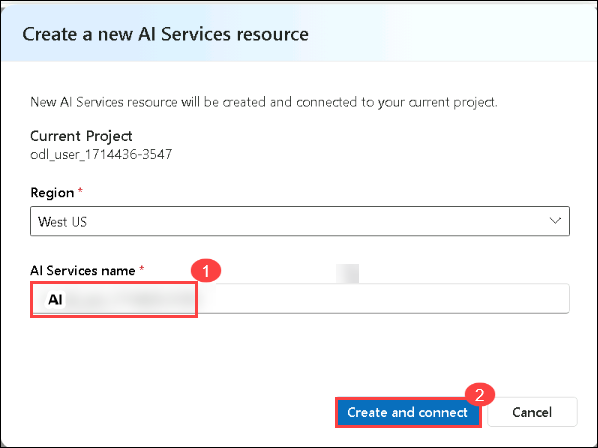 Create a new AI Services resource
New AI Services resource will be created and connected to your current project.
Current Project
odl_user_1714436-3547
Region *
West US
AI Services name *
1
AI
2
Create and connect
Cancel